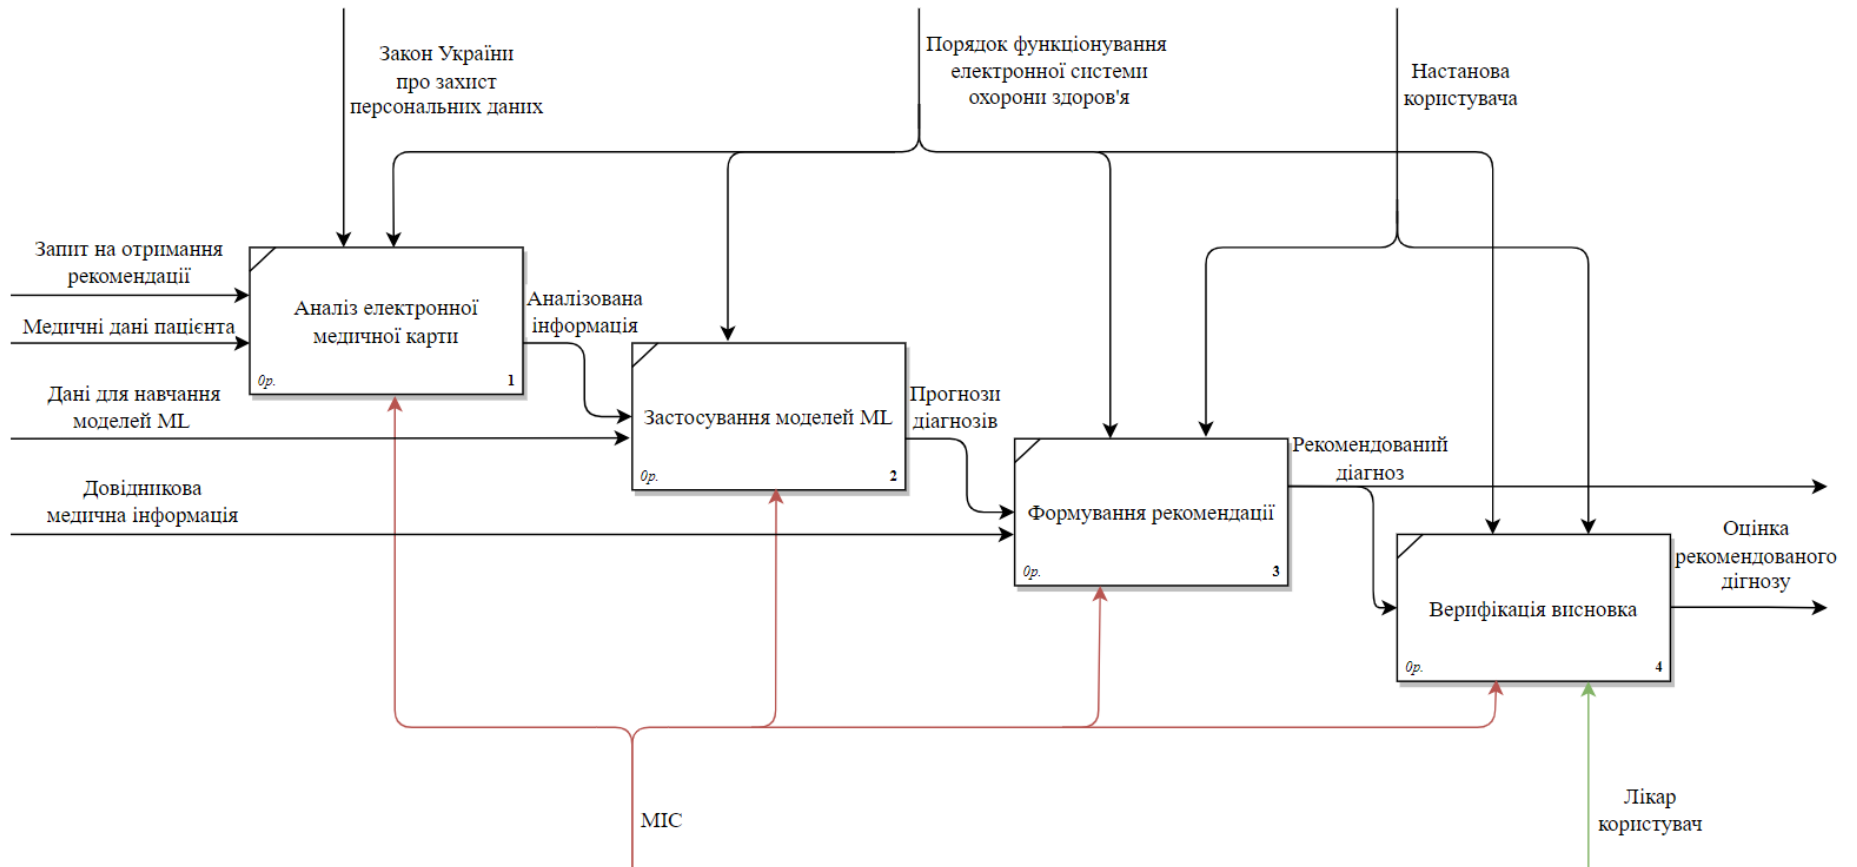 Закон України
про захист
персональних даних
Порядок функціонування
електронної системи
охорони здоров'я
Настанова
користувача
Запит на отримання
рекомендації
Медичні дані пацієнта
Дані для навчання
моделей ML
Довідникова
медична інформація
Аналіз електронної
медичної карти
0р.
1
Аналізована
інформація
Застосування моделей ML
0р.
2
Прогнози
діагнозів
Формування рекомендації
0р.
3
Рекомендований
діагноз
Верифікація висновка
0р.
4
Оцінка
рекомендованого
дігнозу
МІС
Лікар
користувач